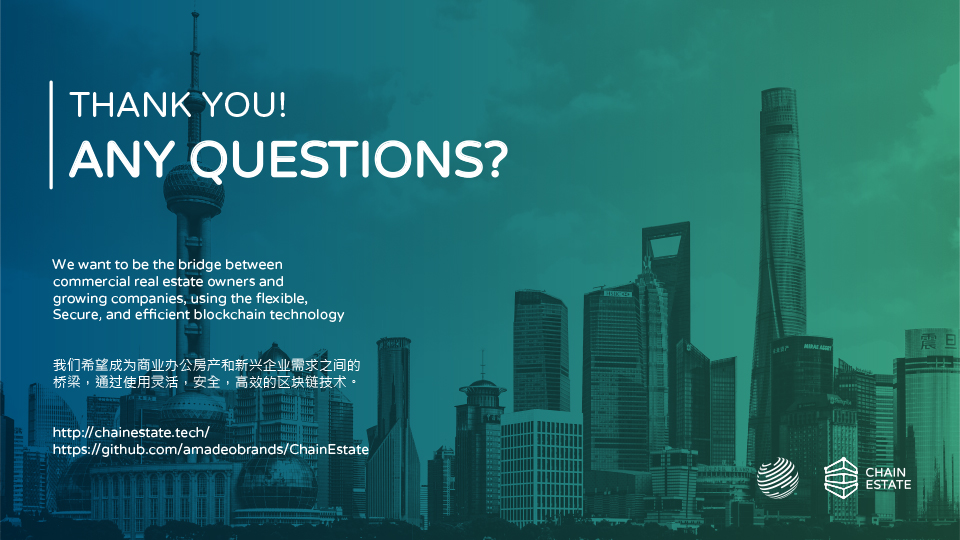 THANK YOU!
ANY QUESTIONS?
We want to be the bridge between
commercial real estate owners and
growing companies, using the flexible,
Secure, and efficient blockchain technology
我们希望成为商业办公房产和新兴企业需求之间的
桥梁，通过使用灵活，安全，高效的区块链技术。
http://chainestate.tech/
https://github.com/amadeobrands/ChainEstate
震旦
CHAIN
ESTATE